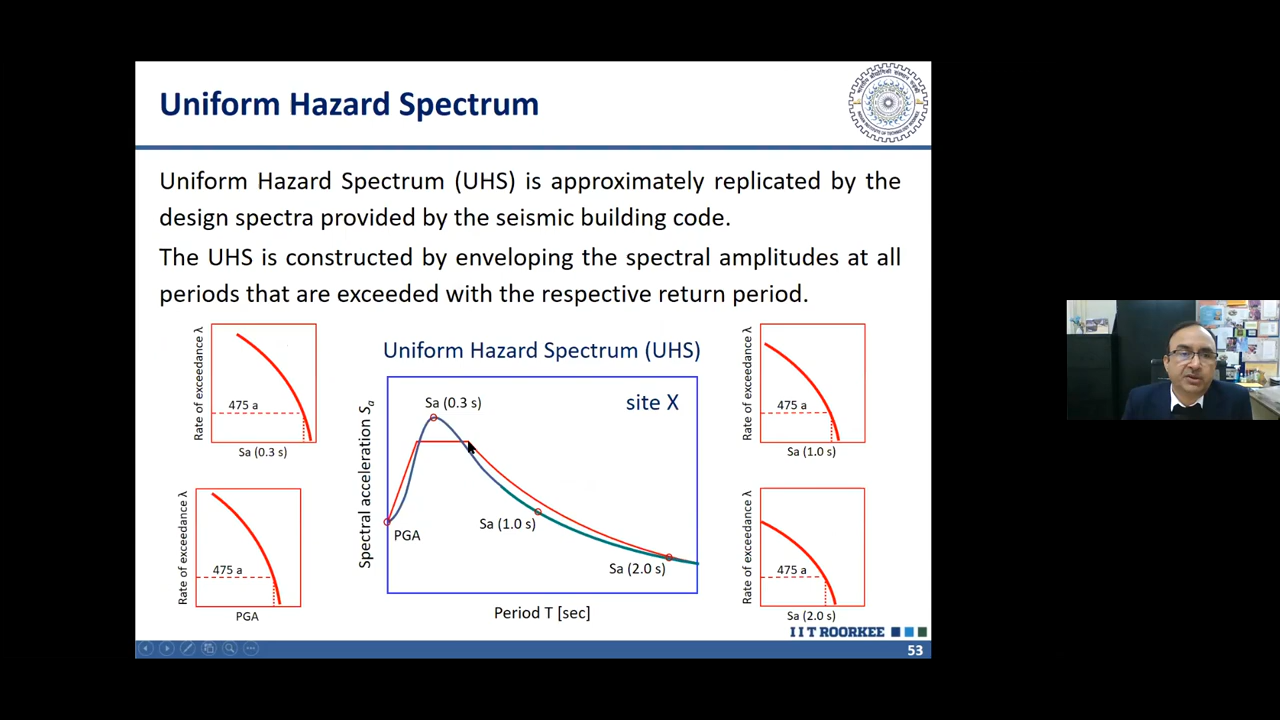 Uniform Hazard Spectrum
Uniform Hazard Spectrum (UHS) is approximately replicated by the
design spectra provided by the seismic building code.
The UHS is constructed by enveloping the spectral amplitudes at all
periods that are exceeded with the respective return period.
Rate of exceedance λ
475 a
Sa (0.3 s)
Rate of exceedance λ
475 a
PGA
Uniform Hazard Spectrum (UHS)
Spectral acceleration Sa
site X
Sa (0.3 s)
PGA
Sa (1.0 s)
Sa (2.0 s)
Period T [sec]
Rate of exceedance λ
475 a
Sa (1.0 s)
Rate of exceedance λ
475 a
Sa (2.0 s)
I I T ROORKEE
53